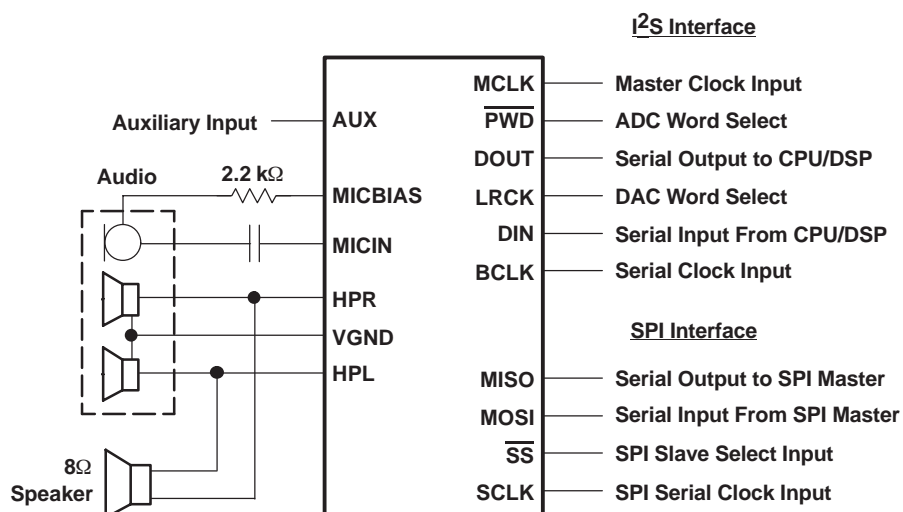 I2S Interface
MCLK Master Clock Input
Auxiliary Input AUX PWD ADC Word Select
DOUT Serial Output to CPU/DSP
Audio 2.2 kΩ
MICBIAS LRCK DAC Word Select
MICIN DIN Serial Input From CPU/DSP
BCLK Serial Clock Input
HPR
VGND SPI Interface
HPL MISO Serial Output to SPI Master
MOSI Serial Input From SPI Master
SS SPI Slave Select Input
8Ω
Speaker SCLK SPI Serial Clock Input